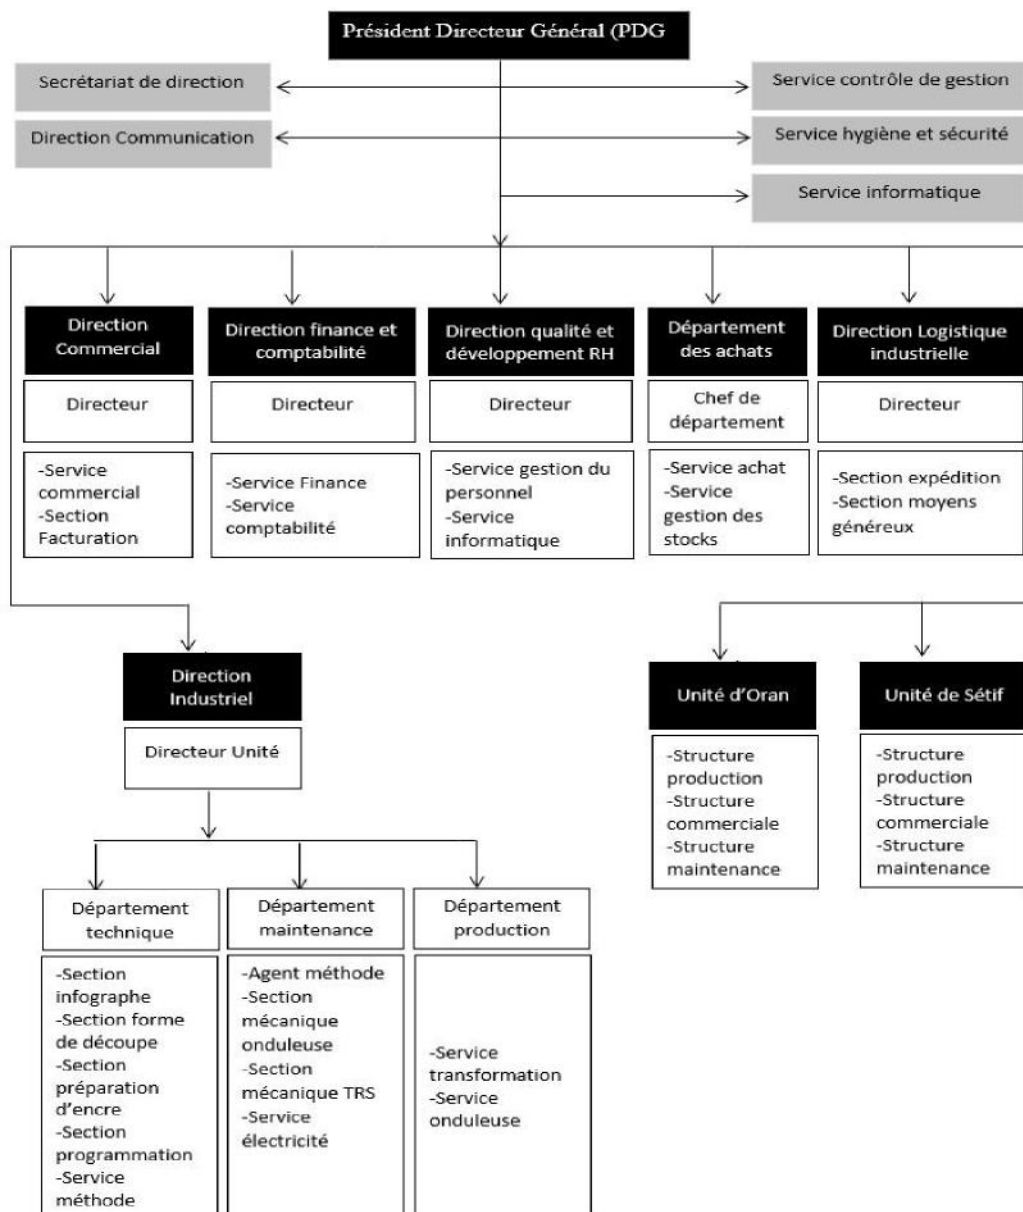 Président Directeur Général (PDG
Secrétariat de direction
Service contrôle de gestion
Direction Communication
Service hygiène et sécurité
Service informatique
Direction
Commercial
Directeur
-Service
commercial
-Section
Facturation
Direction finance et
comptabilité
Directeur
-Service Finance
-Service
comptabilité
Direction qualité et
développement RH
Directeur
-Service gestion du
personnel
-Service
informatique
Département
des achats
Chef de
département
-Service achat
-Service
gestion des
stocks
Direction Logistique
industrielle
Directeur
-Section expédition
-Section moyens
généreux
Direction
Industriel
Directeur Unité
Unité d'Oran
-Structure
production
-Structure
commerciale
-Structure
maintenance
Unité de Sétif
-Structure
production
-Structure
commerciale
-Structure
maintenance
Département
technique
-Section
infographe
-Section forme
de découpe
-Section
préparation
d'encre
-Section
programmation
-Service
méthode
Département
maintenance
-Agent méthode
-Section
mécanique
onduleuse
-Section
mécanique TRS
-Service
électricité
Département
production
-Service
transformation
-Service
onduleuse